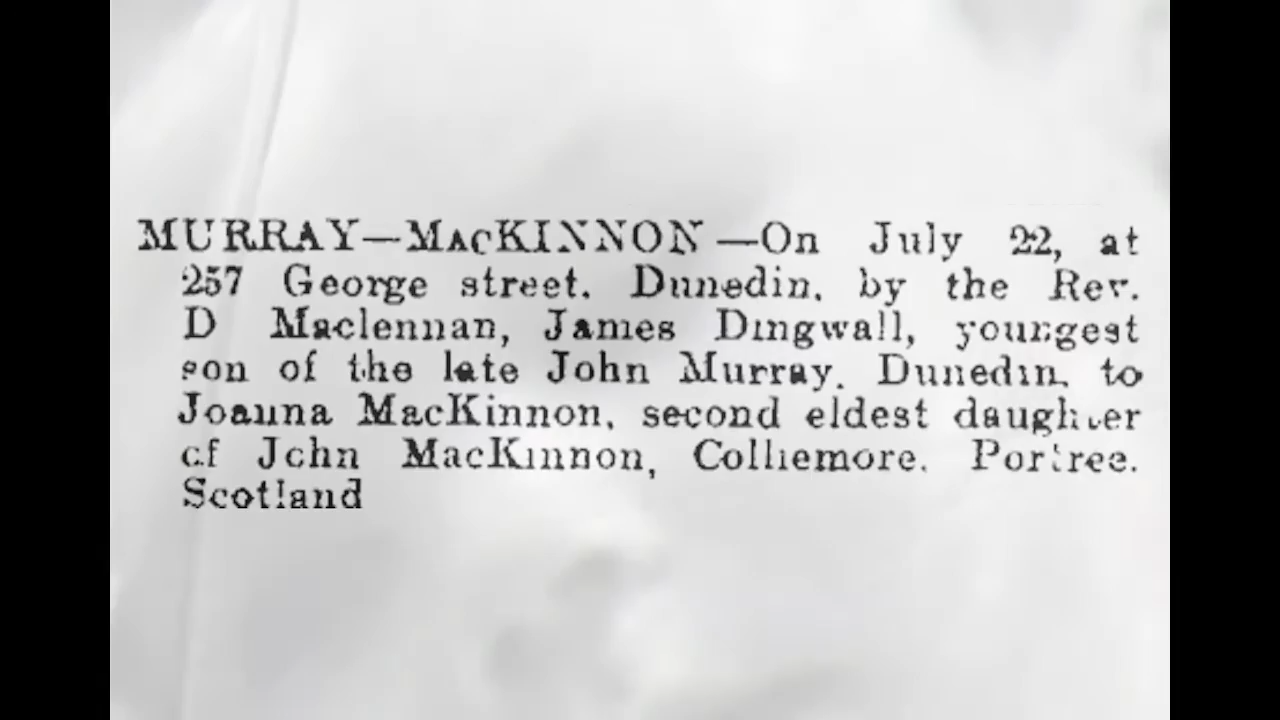 MURRAY—MacKINNON —On July 22, at
257 George street. Dunedin, by the Rev.
D Maclennan, James Dingwall, youngest
son of the late John Murray. Dunedin, to
Joanna MacKinnon, second eldest daughter
of John MacKinnon, Colliemore. Portree.
Scotland